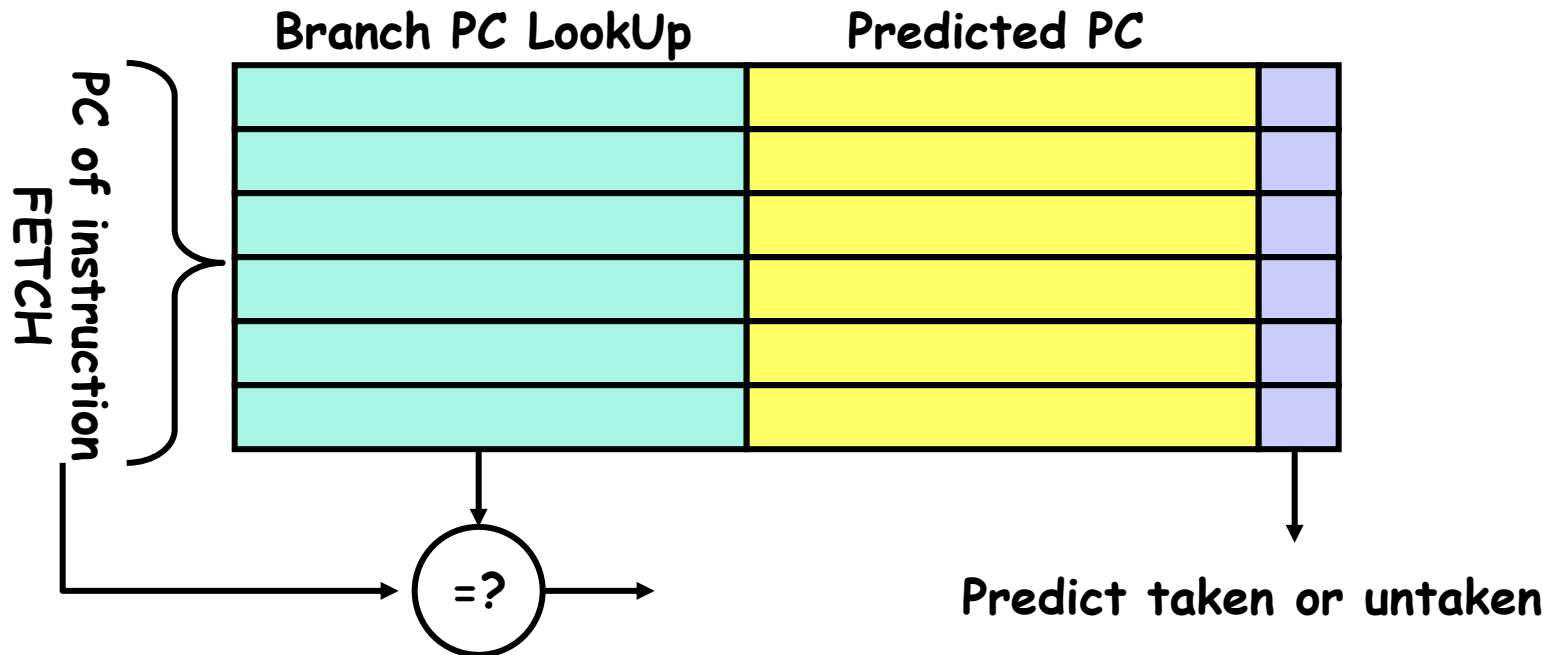 Branch PC LookUp
Predicted PC
PC of instruction
FETCH
=?
Predict taken or untaken